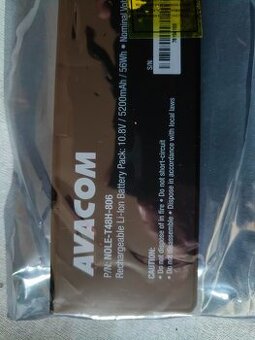 AVACOM
P/N: NOLE-T48H-806
Rechargeable Li-Ion Battery Pack: 10.8V / 5200mAh / 56Wh • Nominal
CAUTION:
• Do not dispose of in fire • Do not short-circuit
• Do not disassemble • Dispose in accordance with local laws
S/N